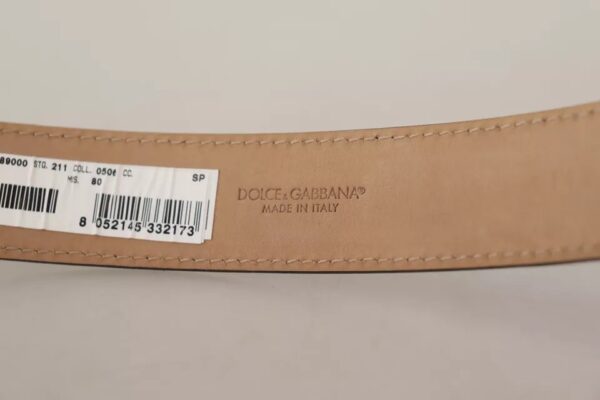 89000 STG. 211 COLL. 0506 CC.
MIS. 80
SP
8 052145 332173
DOLCE & GABBANA®
MADE IN ITALY